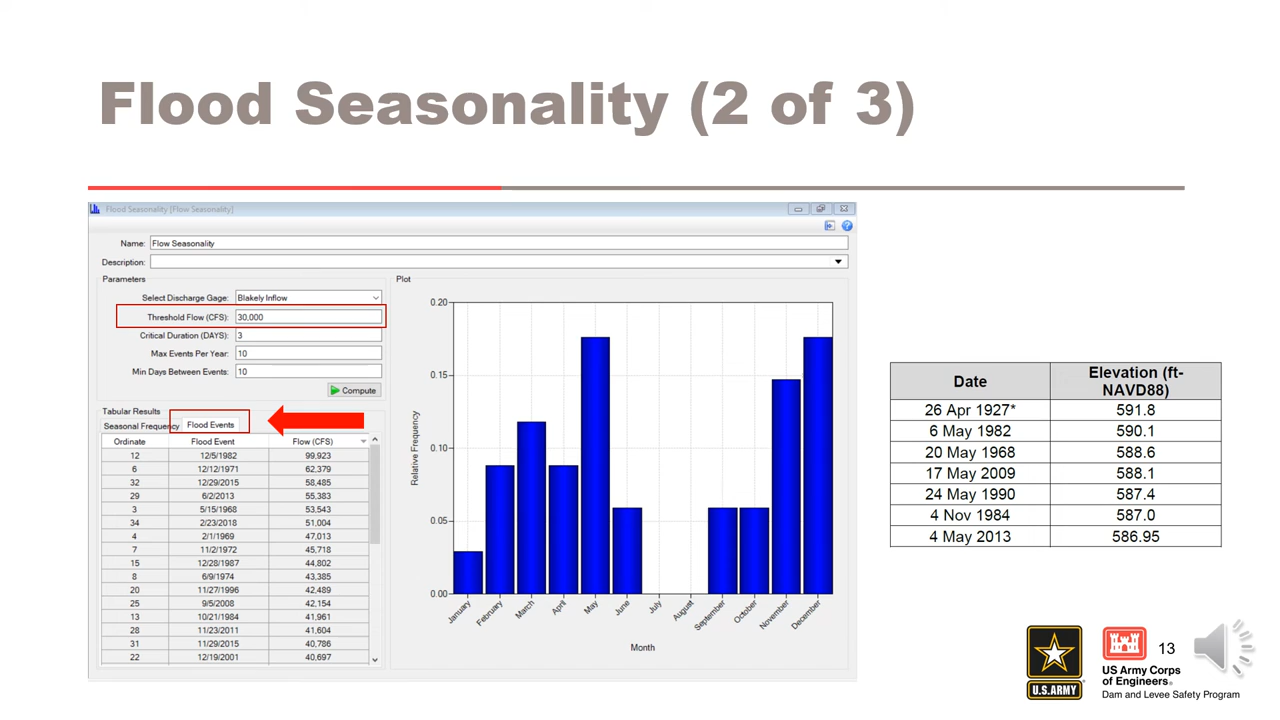 Flood Seasonality (2 of 3)
Flood Seasonality [Flow Seasonality]
Name: Flow Seasonality
Description:
Parameters
Select Discharge Gage: Blakely Inflow
Threshold Flow (CFS): 30,000
Critical Duration (DAYS): 3
Max Events Per Year: 10
Min Days Between Events: 10
Compute
Tabular Results
Seasonal Frequency Flood Events
Ordinate Flood Event Flow (CFS)
12 12/5/1982 99,923
6 12/12/1971 62,379
32 12/29/2015 58,485
29 6/2/2013 55,383
3 5/15/1968 53,543
34 2/23/2018 51,004
4 2/1/1969 47,013
7 11/2/1972 45,718
15 12/28/1987 44,802
8 6/9/1974 43,385
20 11/27/1996 42,489
25 9/5/2008 42,154
13 10/21/1984 41,961
28 11/23/2011 41,604
31 11/29/2015 40,786
22 12/19/2001 40,697
Plot
0.20
0.15
0.10
0.05
0.00
Relative Frequency
January February March April May June July August September October November December
Month
Date Elevation (ft-NAVD88)
26 Apr 1927* 591.8
6 May 1982 590.1
20 May 1968 588.6
17 May 2009 588.1
24 May 1990 587.4
4 Nov 1984 587.0
4 May 2013 586.95
U.S.ARMY
US Army Corps
of Engineers®
Dam and Levee Safety Program
13